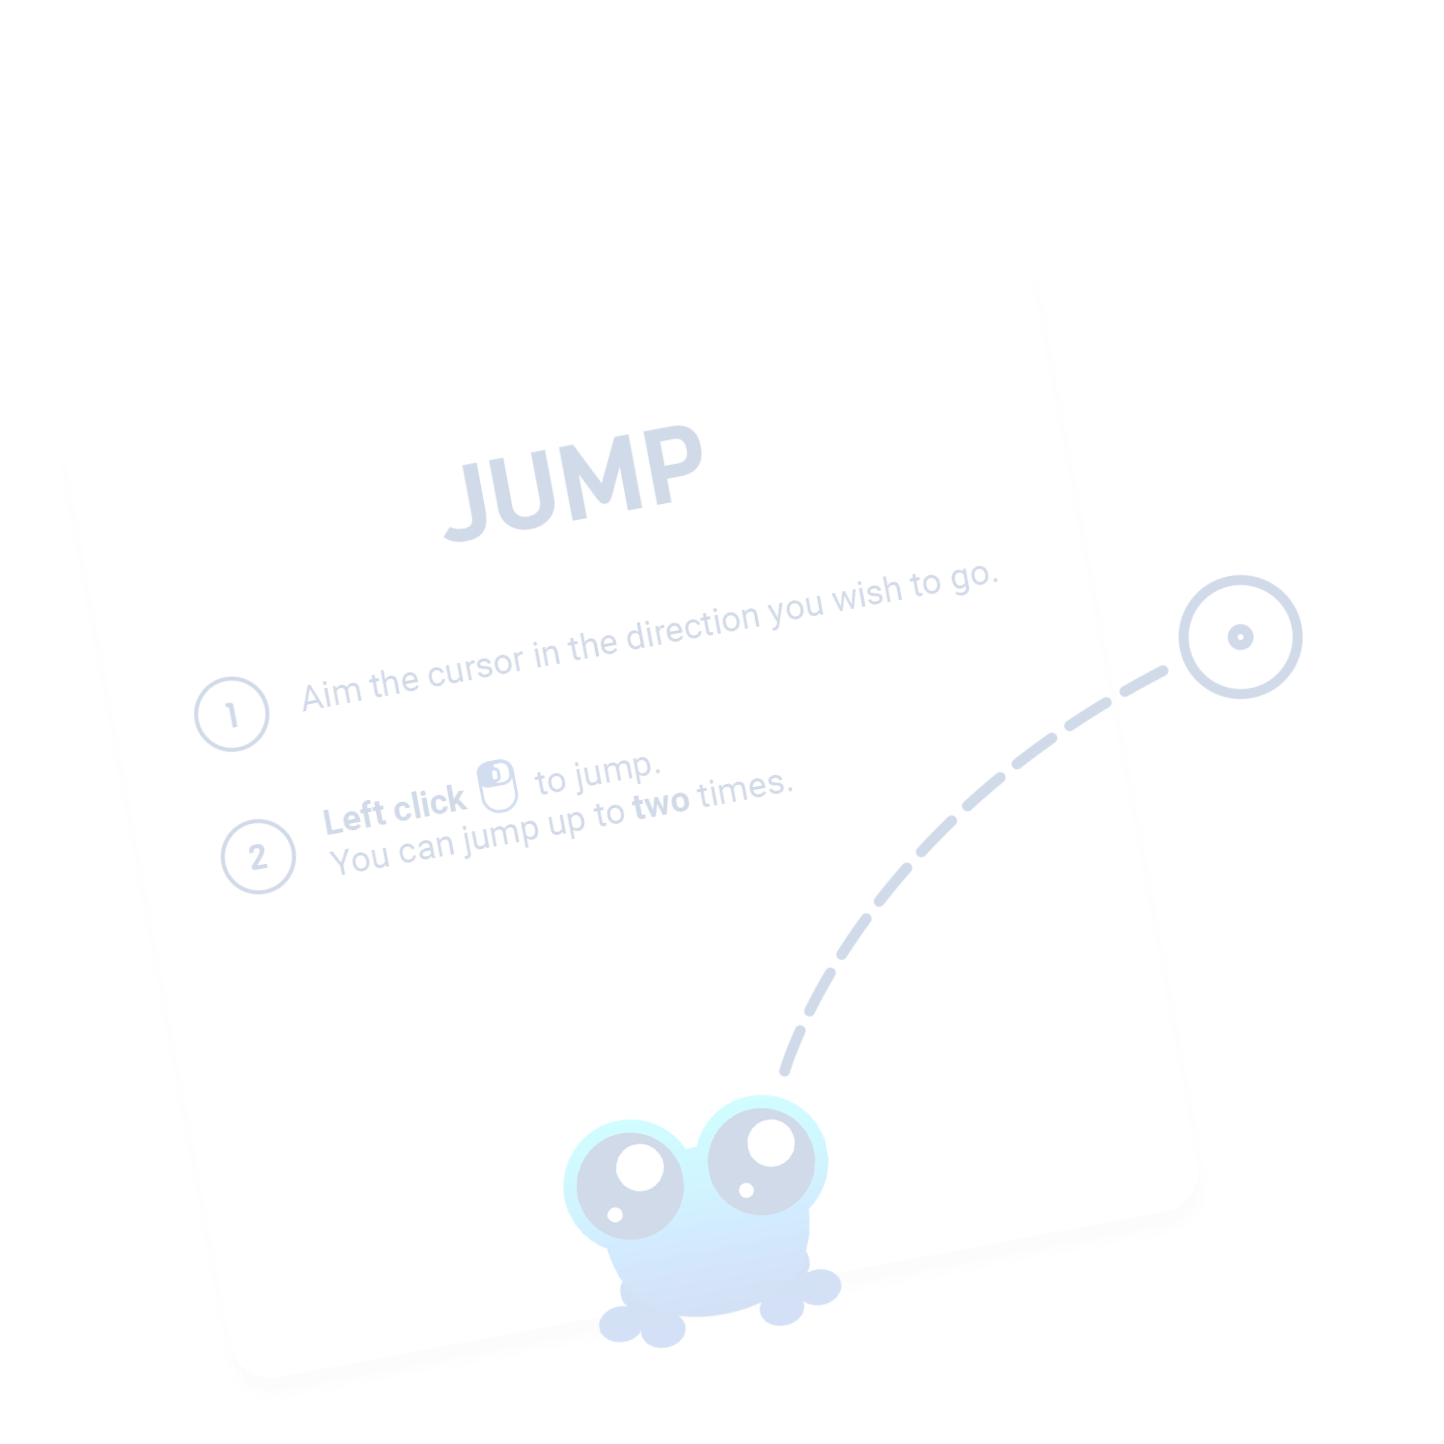 JUMP
1 Aim the cursor in the direction you wish to go.
2 Left click to jump.
You can jump up to two times.